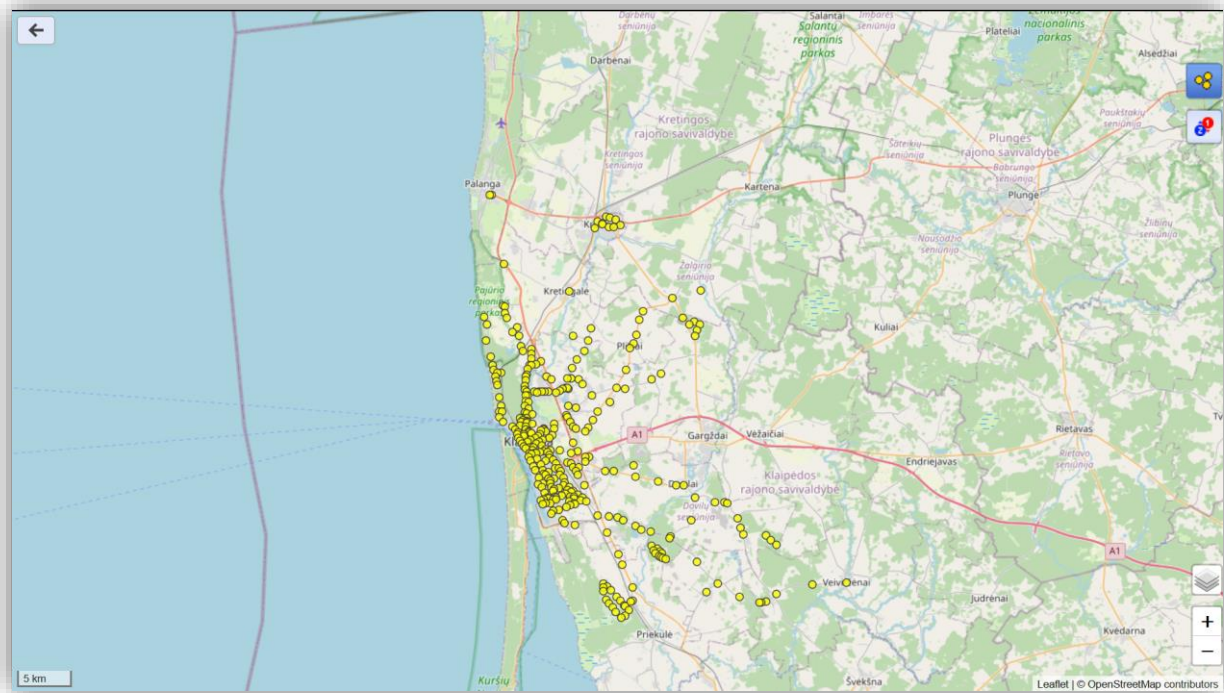 Darbėnų
seniūnija
Salantai
Imbarės
seniūnija
Salantų
regioninis
parkas
nacionalinis
parkas
Plateliai
Alsėdžiai
Darbėnai
Kretingos
rajono savivaldybė
Paukštakių
seniūnija
Plungės
rajono savivaldybė
Šateikių
seniūnija
Babrungo
seniūnija
Kretingos
seniūnija
Palanga
Kartena
Plungė
Žlibinų
seniūnija
Nausodžio
seniūnija
Žalgirio
seniūnija
Pajūrio
regioninis
parkas
Kretingalė
Kuliai
A1
Gargždai
Vėžaičiai
Rietavas
Endriejavas
Rietavo
seniūnija
Klaipėdos
rajono savivaldybė
Dovilų
seniūnija
A1
Judrėnai
Priekulė
Kvėdarna
Švėkšna
Kuršių
1
+
−
5 km
Leaflet | © OpenStreetMap contributors